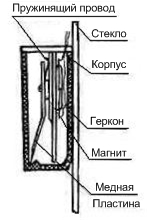 Пружинящий провод
Стекло
Корпус
Геркон
Магнит
Медная
Пластина